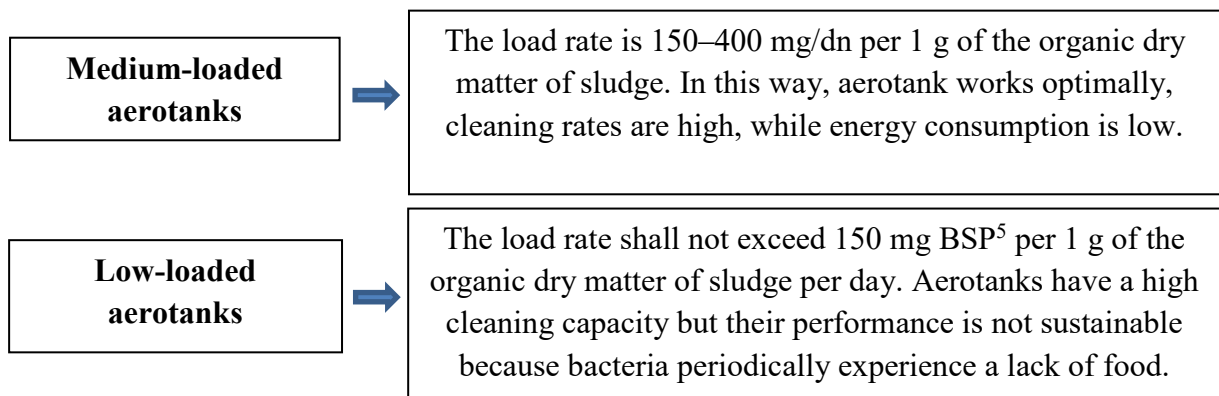 Medium-loaded
aerotanks
The load rate is 150–400 mg/dn per 1 g of the organic dry
matter of sludge. In this way, aerotank works optimally,
cleaning rates are high, while energy consumption is low.
Low-loaded
aerotanks
The load rate shall not exceed 150 mg BSP⁵ per 1 g of the
organic dry matter of sludge per day. Aerotanks have a high
cleaning capacity but their performance is not sustainable
because bacteria periodically experience a lack of food.